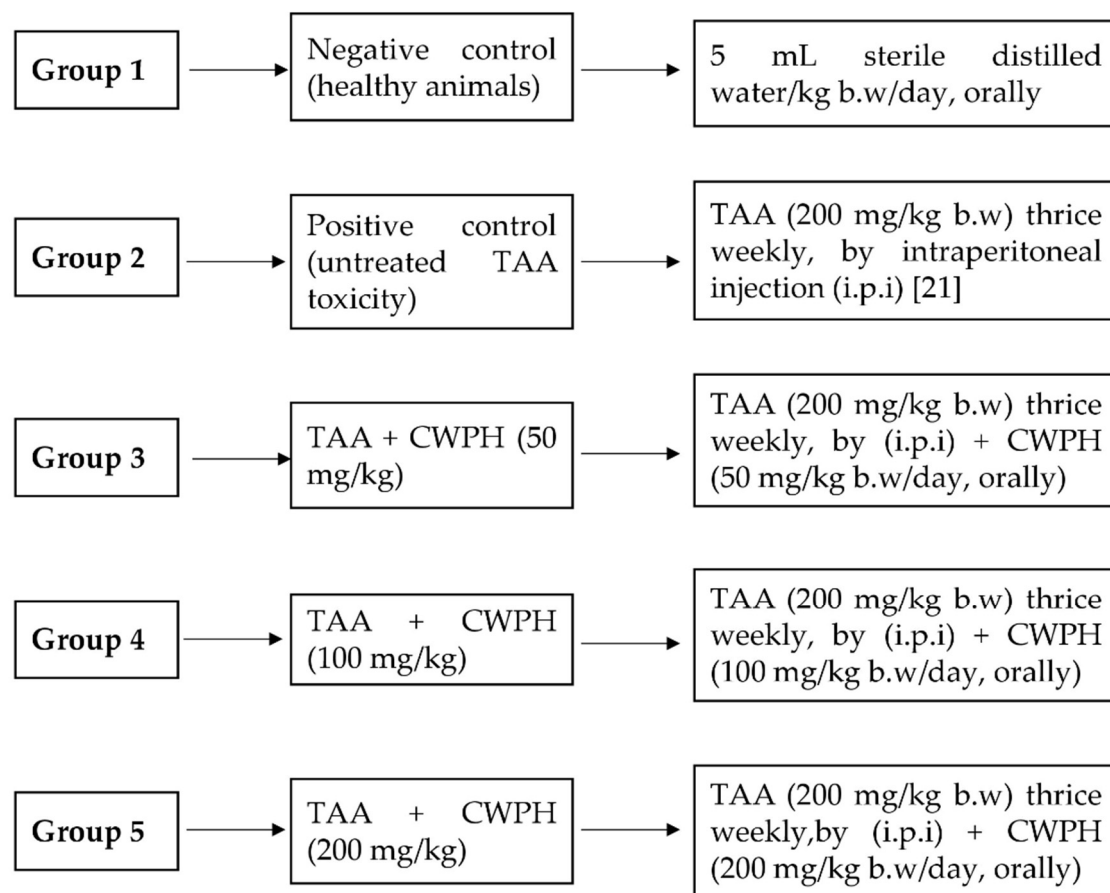 Group 1
Negative control
(healthy animals)
5 mL sterile distilled
water/kg b.w/day, orally
Group 2
Positive control
(untreated TAA
toxicity)
TAA (200 mg/kg b.w) thrice
weekly, by intraperitoneal
injection (i.p.i) [21]
Group 3
TAA + CWPH (50
mg/kg)
TAA (200 mg/kg b.w) thrice
weekly, by (i.p.i) + CWPH
(50 mg/kg b.w/day, orally)
Group 4
TAA + CWPH
(100 mg/kg)
TAA (200 mg/kg b.w) thrice
weekly, by (i.p.i) + CWPH
(100 mg/kg b.w/day, orally)
Group 5
TAA + CWPH
(200 mg/kg)
TAA (200 mg/kg b.w) thrice
weekly,by (i.p.i) + CWPH
(200 mg/kg b.w/day, orally)